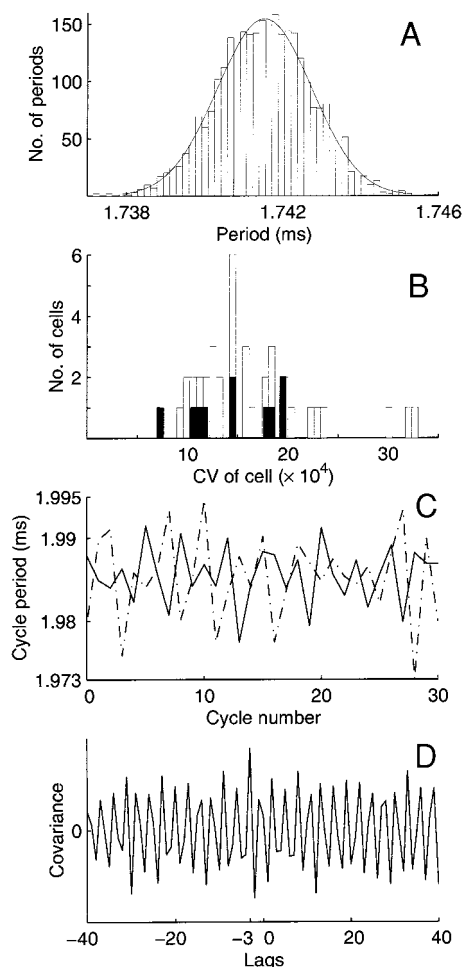 A
No. of periods
150
100
50
1.738
1.742
1.746
Period (ms)
B
No. of cells
6
4
2
10
20
30
CV of cell (× 10⁴)
C
Cycle period (ms)
1.995
1.99
1.98
1.973
0
10
20
30
Cycle number
D
Covariance
0
−40
−20
−3
0
20
40
Lags